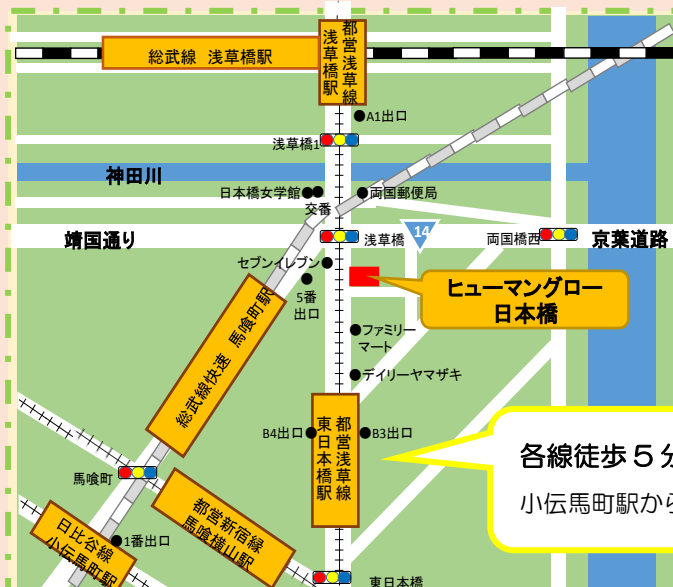 総武線 浅草橋駅
都営浅草線
浅草橋駅
A1出口
浅草橋1
神田川
日本橋女学館
両国郵便局
交番
靖国通り
浅草橋
14
両国橋西
京葉道路
セブンイレブン
5番
出口
ヒューマングロー
日本橋
総武線快速 馬喰町駅
ファミリー
マート
デイリーヤマザキ
都営浅草線
東日本橋駅
B4出口
B3出口
各線徒歩５分
小伝馬町駅から
馬喰町
都営新宿縁
馬喰横山駅
日比谷線
小伝馬町駅
1番出口
東日本橋